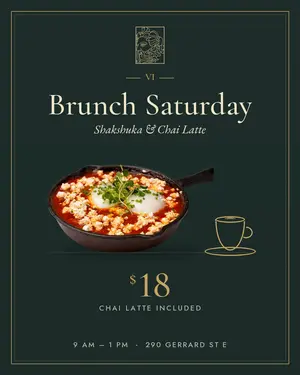 VI
Brunch Saturday
Shakshuka & Chai Latte
$18
CHAI LATTE INCLUDED
9 AM – 1 PM · 290 GERRARD ST E